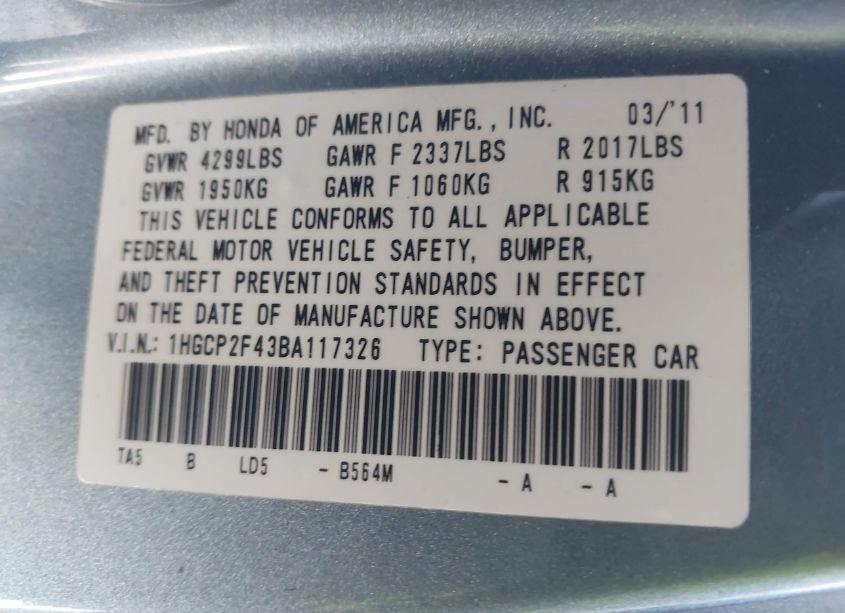 MFD. BY HONDA OF AMERICA MFG., INC. 03/'11
GVWR 4299LBS GAWR F 2337LBS R 2017LBS
GVWR 1950KG GAWR F 1060KG R 915KG
THIS VEHICLE CONFORMS TO ALL APPLICABLE
FEDERAL MOTOR VEHICLE SAFETY, BUMPER,
AND THEFT PREVENTION STANDARDS IN EFFECT
ON THE DATE OF MANUFACTURE SHOWN ABOVE.
V.I.N.: 1HGCP2F43BA117326 TYPE: PASSENGER CAR
TA5 B LD5 - B564M - A - A